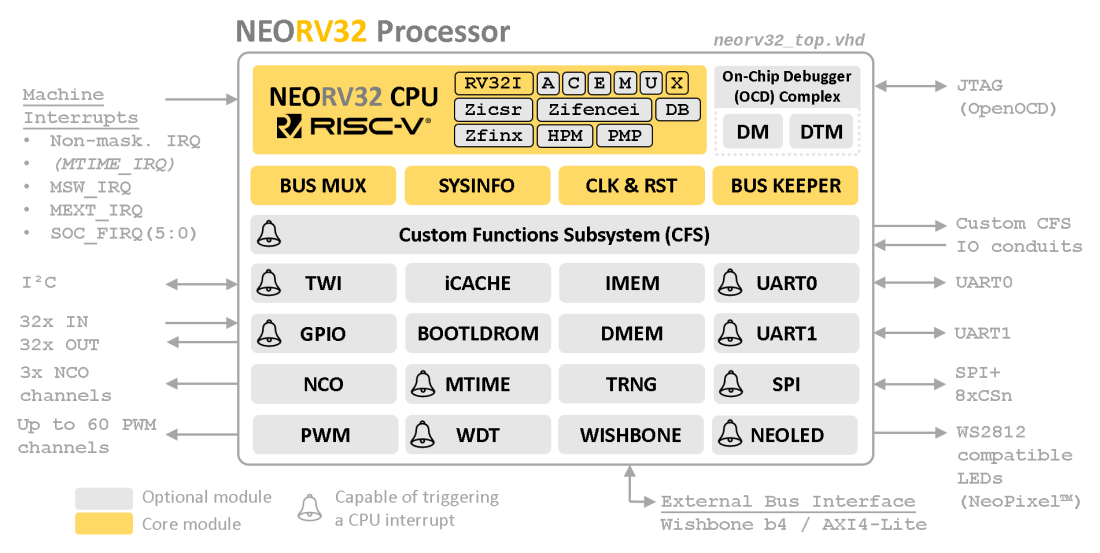 NEORV32 Processor
neorv32_top.vhd
NEORV32 CPU
RISC-V®
RV32I A C E M U X
Zicsr Zifencei DB
Zfinx HPM PMP
On-Chip Debugger
(OCD) Complex
DM DTM
Machine
Interrupts
• Non-mask. IRQ
• (MTIME_IRQ)
• MSW_IRQ
• MEXT_IRQ
• SOC_FIRQ(5:0)
JTAG
(OpenOCD)
BUS MUX SYSINFO CLK & RST BUS KEEPER
Custom Functions Subsystem (CFS)
Custom CFS
IO conduits
I²C
TWI iCACHE IMEM UART0
UART0
32x IN
32x OUT
GPIO BOOTLDROM DMEM UART1
UART1
3x NCO
channels
NCO MTIME TRNG SPI
SPI+
8xCSn
Up to 60 PWM
channels
PWM WDT WISHBONE NEOLED
WS2812
compatible
LEDs
(NeoPixel™)
Optional module
Core module
Capable of triggering
a CPU interrupt
External Bus Interface
Wishbone b4 / AXI4-Lite